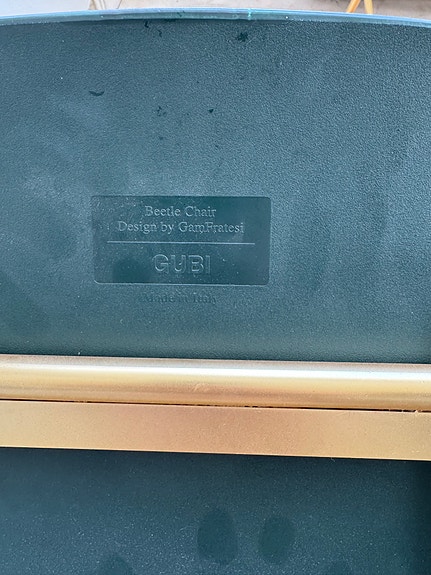 Beetle Chair
Design by GamFratesi
GUBI
Made in Italy